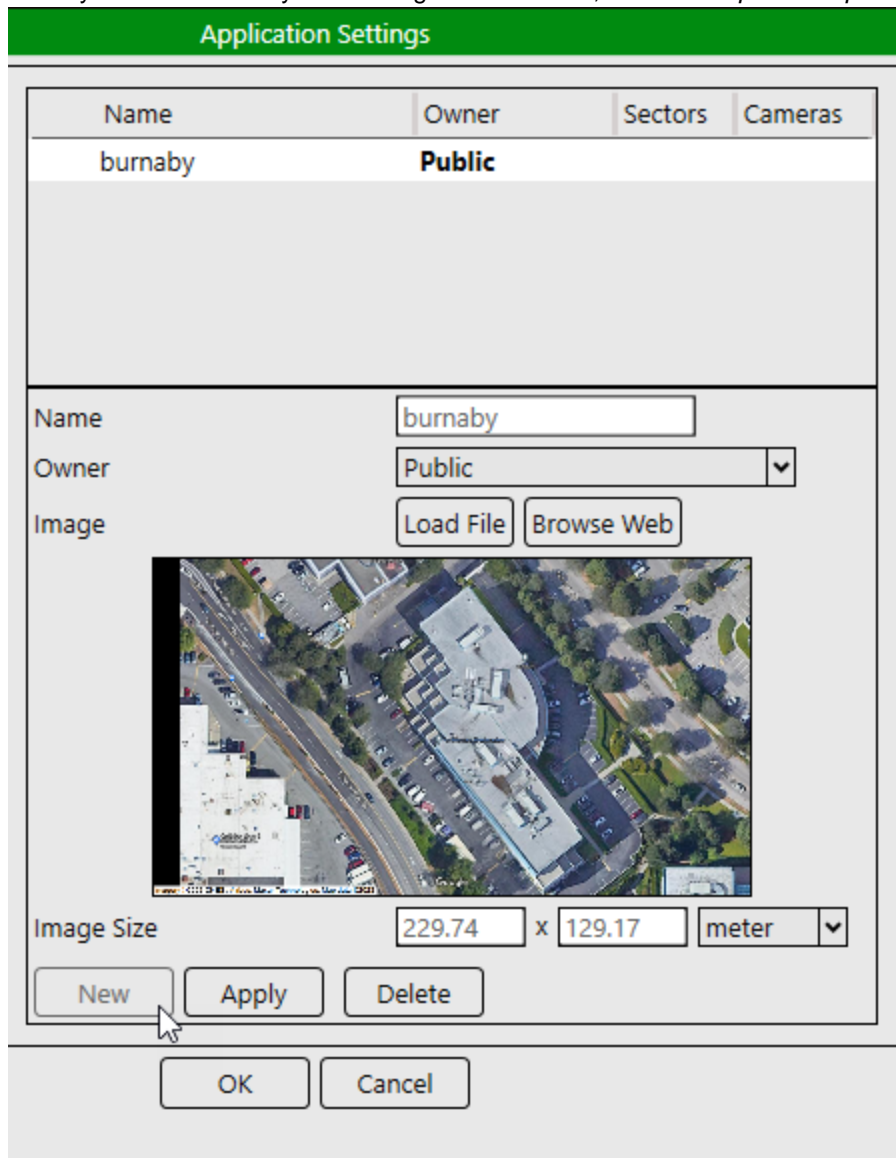 Application Settings
Name Owner Sectors Cameras
burnaby Public
Name burnaby
Owner Public
Image Load File Browse Web
Image Size 229.74 x 129.17 meter
New Apply Delete
OK Cancel